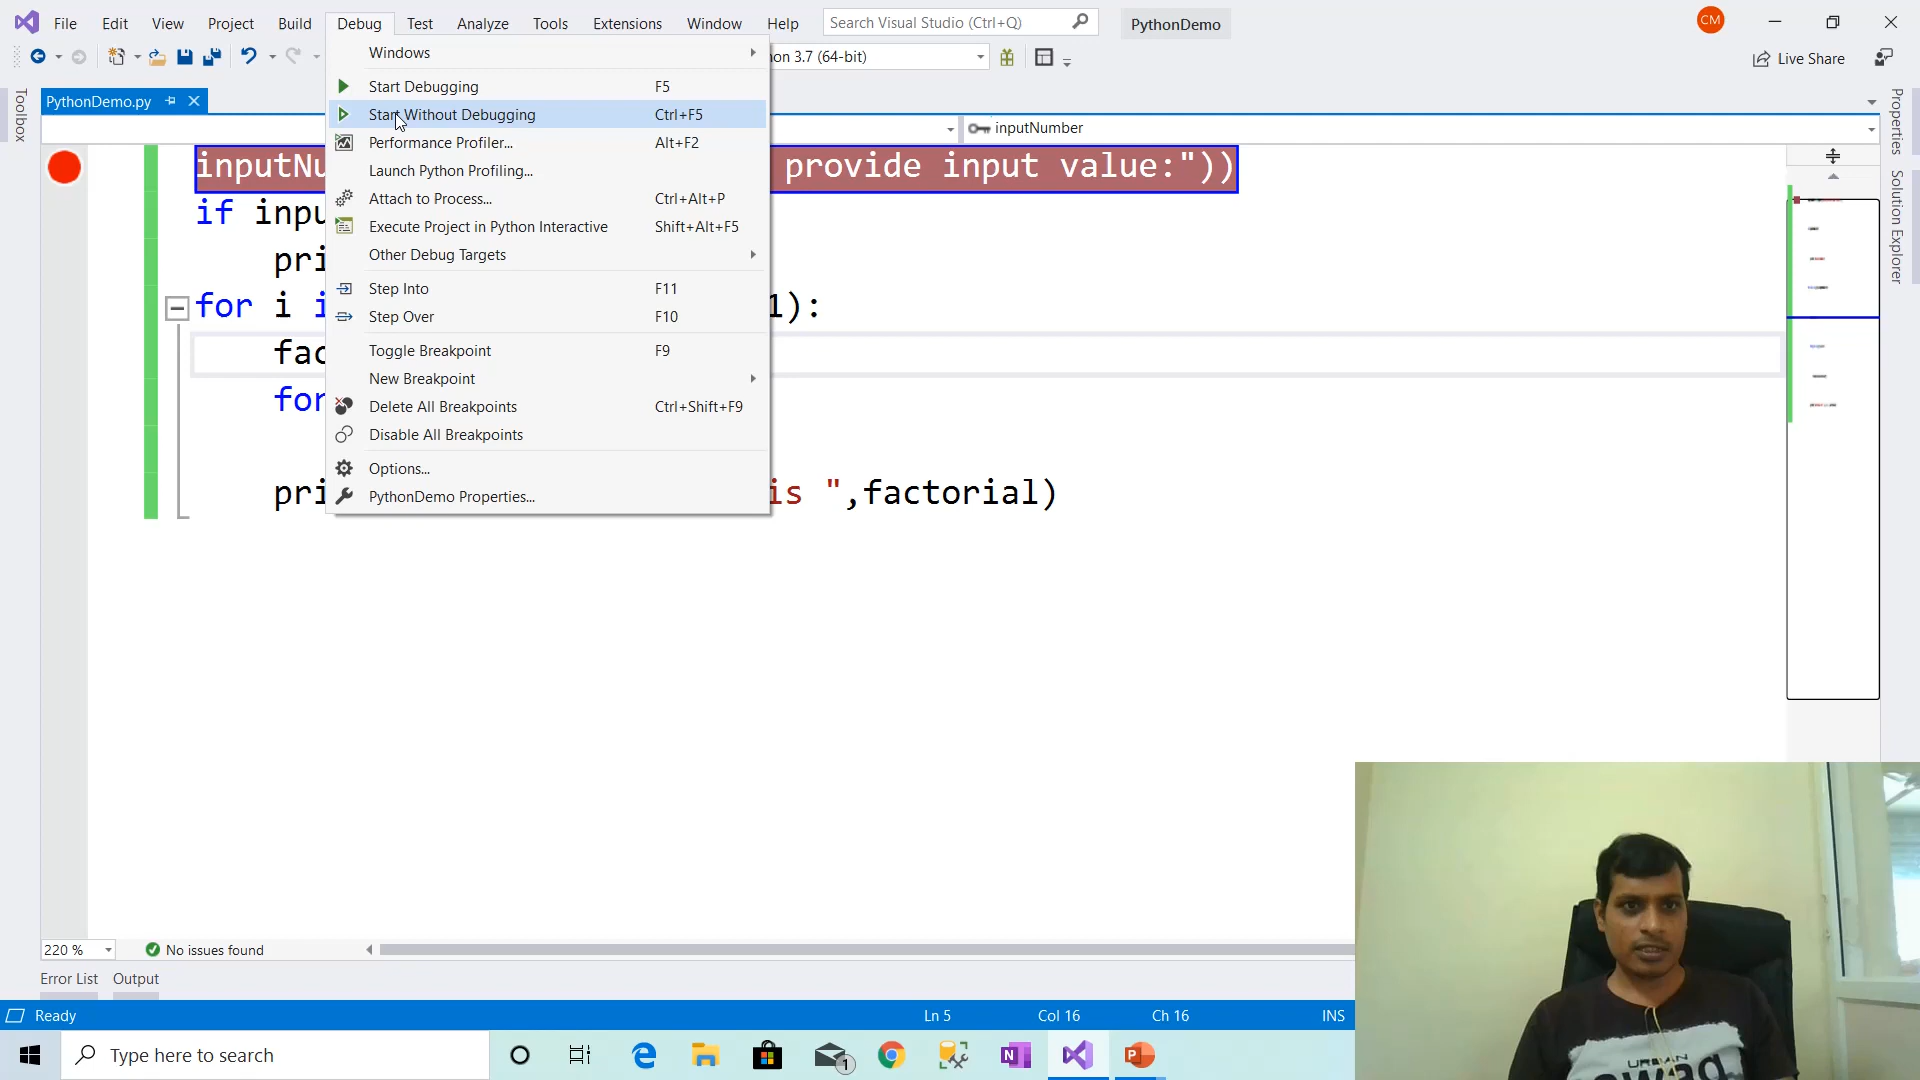 File Edit View Project Build Debug Test Analyze Tools Extensions Window Help Search Visual Studio (Ctrl+Q) PythonDemo CM
on 3.7 (64-bit) Live Share
Windows
Start Debugging F5
Start Without Debugging Ctrl+F5
Performance Profiler... Alt+F2
Launch Python Profiling...
Attach to Process... Ctrl+Alt+P
Execute Project in Python Interactive Shift+Alt+F5
Other Debug Targets
Step Into F11
Step Over F10
Toggle Breakpoint F9
New Breakpoint
Delete All Breakpoints Ctrl+Shift+F9
Disable All Breakpoints
Options...
PythonDemo Properties...
Toolbox
PythonDemo.py
inputNumber
Properties
Solution Explorer
inputNu provide input value:"))
if inpu
pri
for i i 1):
fac
for
pri is ",factorial)
220 % No issues found
Error List Output
Ready Ln 5 Col 16 Ch 16 INS
Type here to search 1
URBAN
swag